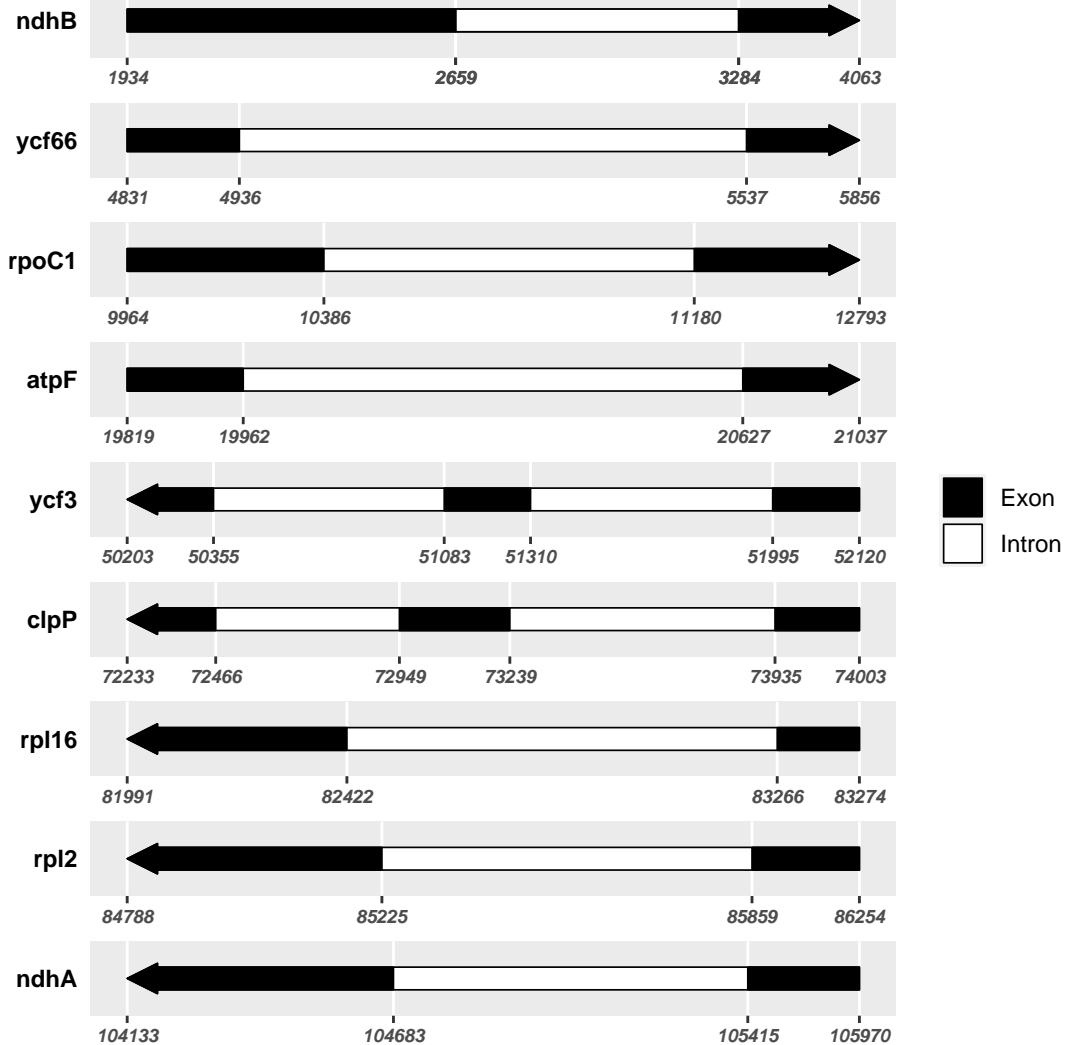 ndhB
1934 2659 3284 4063
ycf66
4831 4936 5537 5856
rpoC1
9964 10386 11180 12793
atpF
19819 19962 20627 21037
ycf3
50203 50355 51083 51310 51995 52120
Exon
Intron
clpP
72233 72466 72949 73239 73935 74003
rpl16
81991 82422 83266 83274
rpl2
84788 85225 85859 86254
ndhA
104133 104683 105415 105970